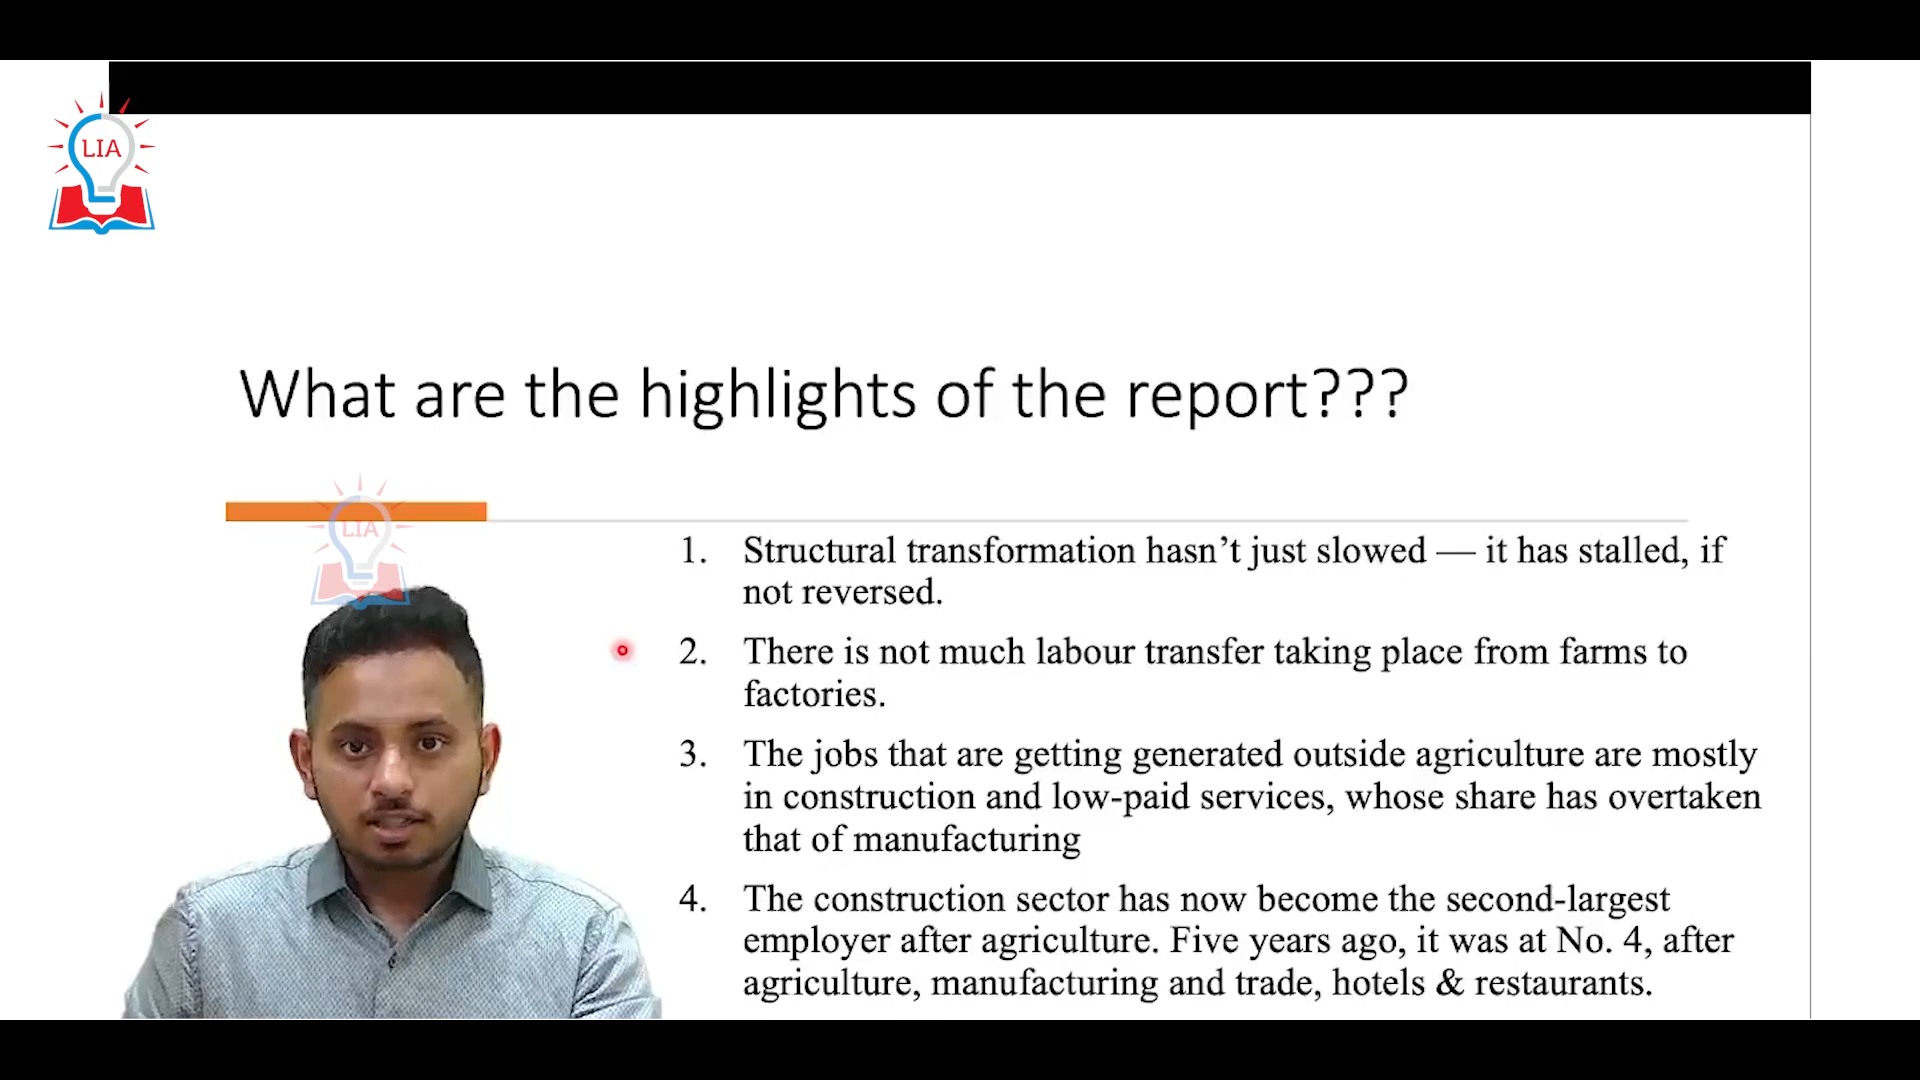 LIA
What are the highlights of the report???
LIA
1. Structural transformation hasn’t just slowed — it has stalled, if
not reversed.
2. There is not much labour transfer taking place from farms to
factories.
3. The jobs that are getting generated outside agriculture are mostly
in construction and low-paid services, whose share has overtaken
that of manufacturing
4. The construction sector has now become the second-largest
employer after agriculture. Five years ago, it was at No. 4, after
agriculture, manufacturing and trade, hotels & restaurants.